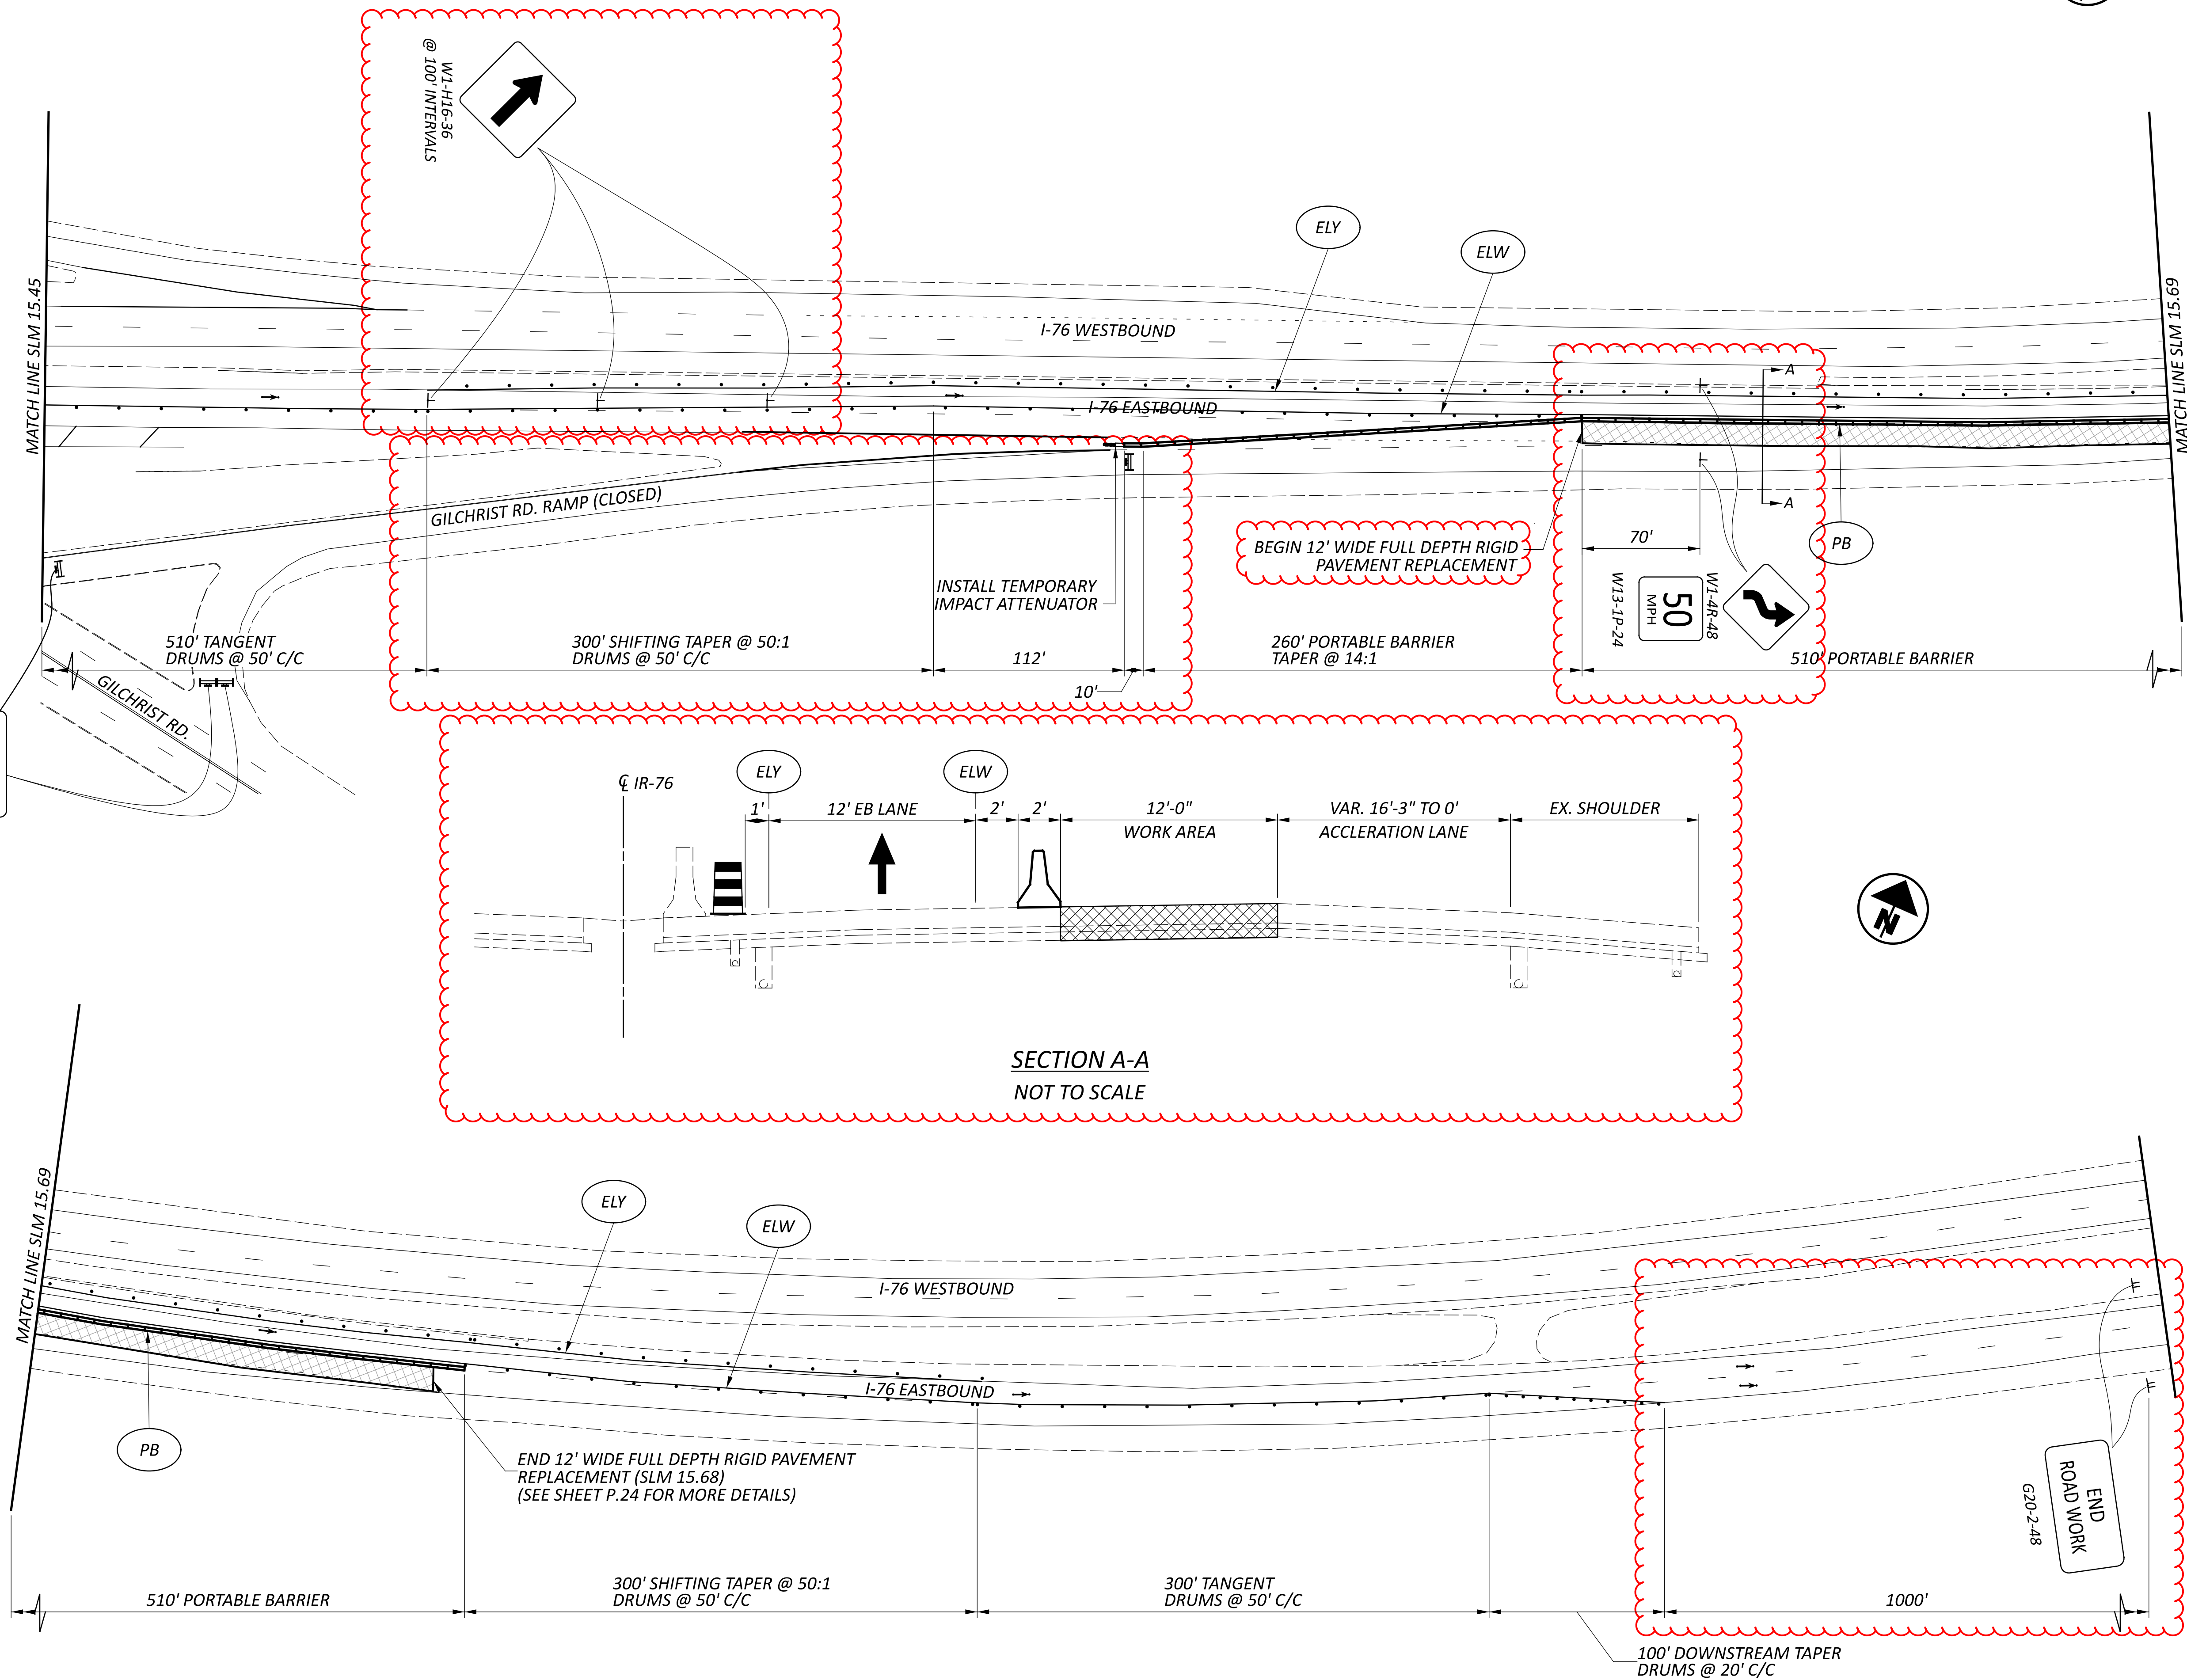 W1-H16-36
@ 100' INTERVALS
MATCH LINE SLM 15.45
ELY
ELW
I-76 WESTBOUND
MATCH LINE SLM 15.69
A
I-76 EASTBOUND
A
GILCHRIST RD. RAMP (CLOSED)
BEGIN 12' WIDE FULL DEPTH RIGID
PAVEMENT REPLACEMENT
70'
PB
INSTALL TEMPORARY
IMPACT ATTENUATOR
W13-1P-24
50
MPH
W1-4R-48
510' TANGENT
DRUMS @ 50' C/C
300' SHIFTING TAPER @ 50:1
DRUMS @ 50' C/C
112'
10'
260' PORTABLE BARRIER
TAPER @ 14:1
510' PORTABLE BARRIER
GILCHRIST RD.
℄ IR-76
ELY
ELW
1'
12' EB LANE
2'
2'
12'-0"
WORK AREA
VAR. 16'-3" TO 0'
ACCLERATION LANE
EX. SHOULDER
N
SECTION A-A
NOT TO SCALE
MATCH LINE SLM 15.69
ELY
ELW
I-76 WESTBOUND
I-76 EASTBOUND
PB
END 12' WIDE FULL DEPTH RIGID PAVEMENT
REPLACEMENT (SLM 15.68)
(SEE SHEET P.24 FOR MORE DETAILS)
END
ROAD WORK
G20-2-48
510' PORTABLE BARRIER
300' SHIFTING TAPER @ 50:1
DRUMS @ 50' C/C
300' TANGENT
DRUMS @ 50' C/C
1000'
100' DOWNSTREAM TAPER
DRUMS @ 20' C/C